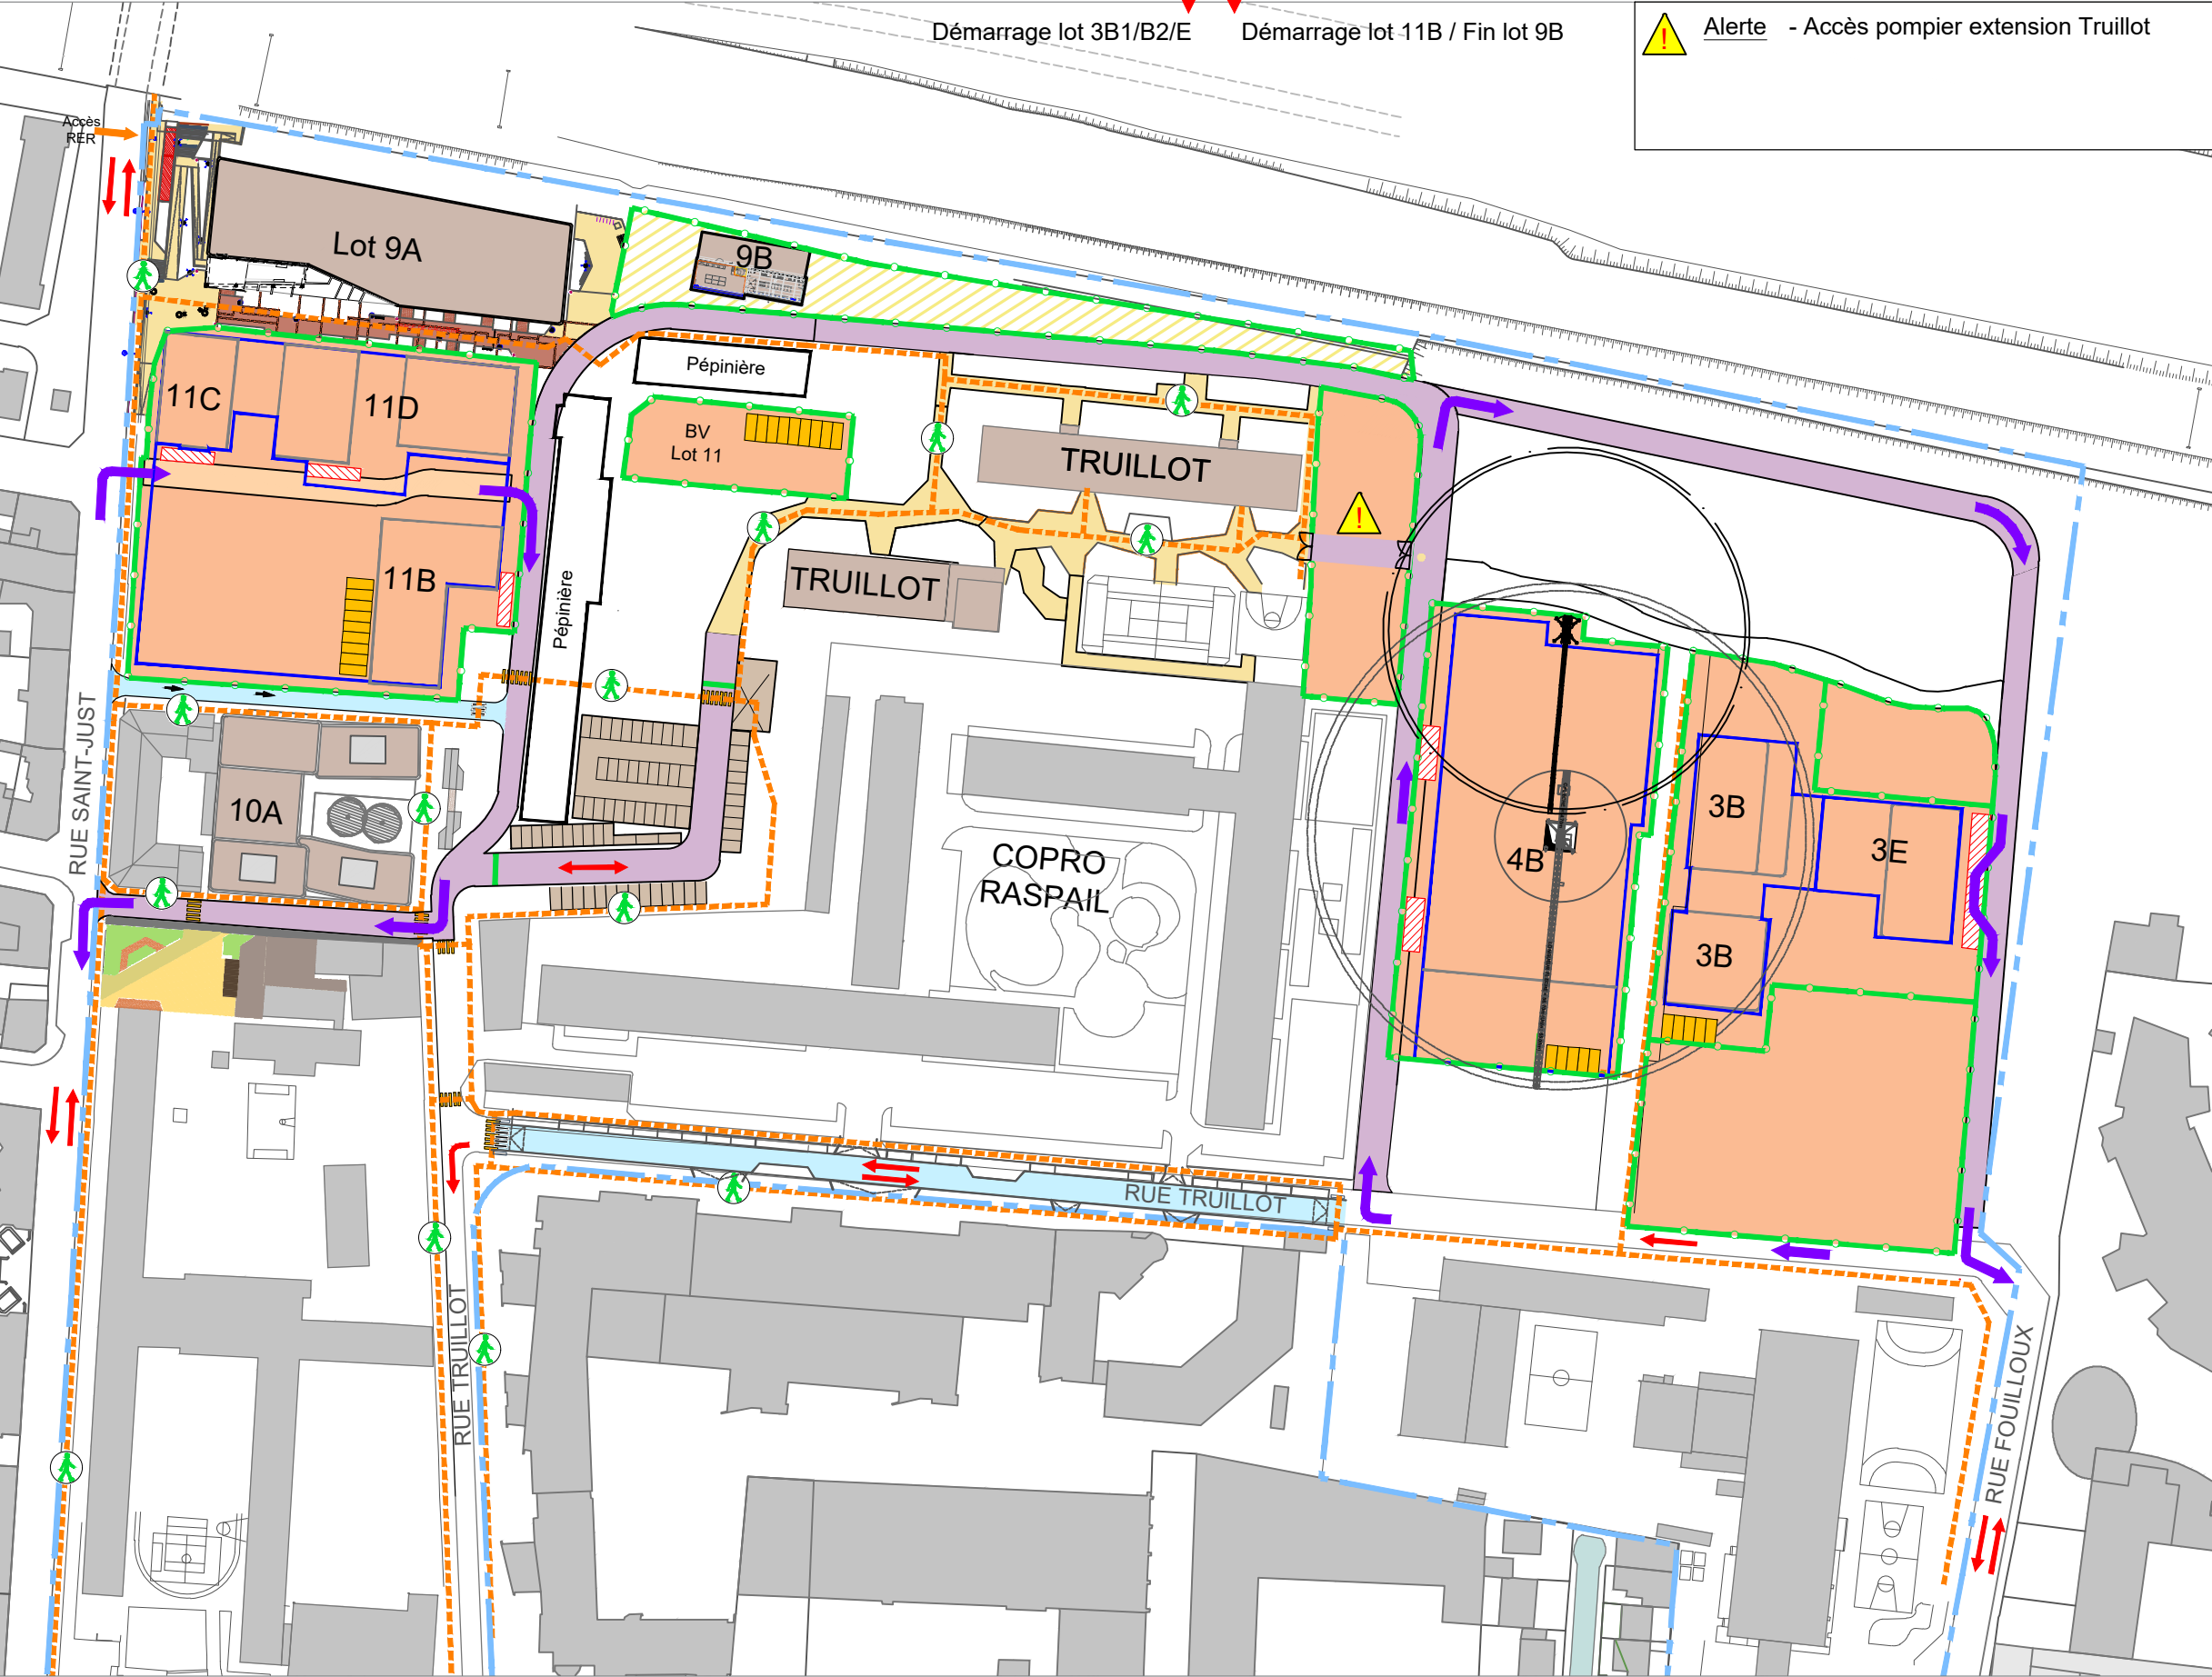 Démarrage lot 3B1/B2/E
Démarrage lot 11B / Fin lot 9B
! Alerte - Accès pompier extension Truillot
Accès
RER
Lot 9A
9B
Pépinière
11C
11D
BV
Lot 11
TRUILLOT
!
11B
Pépinière
TRUILLOT
RUE SAINT-JUST
10A
COPRO
RASPAIL
4B
3B
3E
3B
RUE TRUILLOT
RUE TRUILLOT
RUE FOUILLOUX